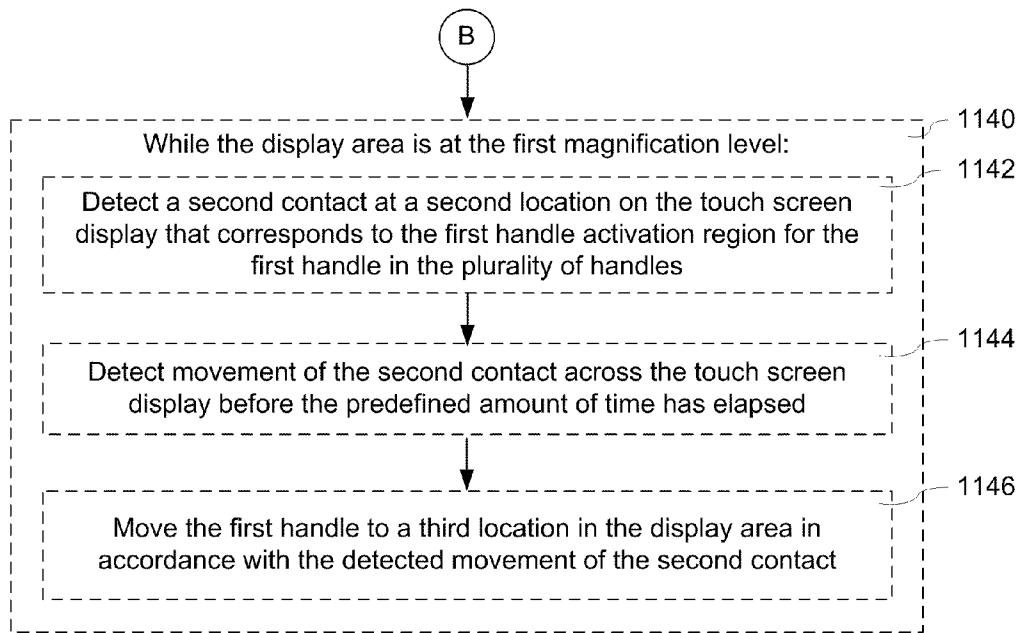 B
1140
While the display area is at the first magnification level:
1142
Detect a second contact at a second location on the touch screen
display that corresponds to the first handle activation region for the
first handle in the plurality of handles
1144
Detect movement of the second contact across the touch screen
display before the predefined amount of time has elapsed
1146
Move the first handle to a third location in the display area in
accordance with the detected movement of the second contact